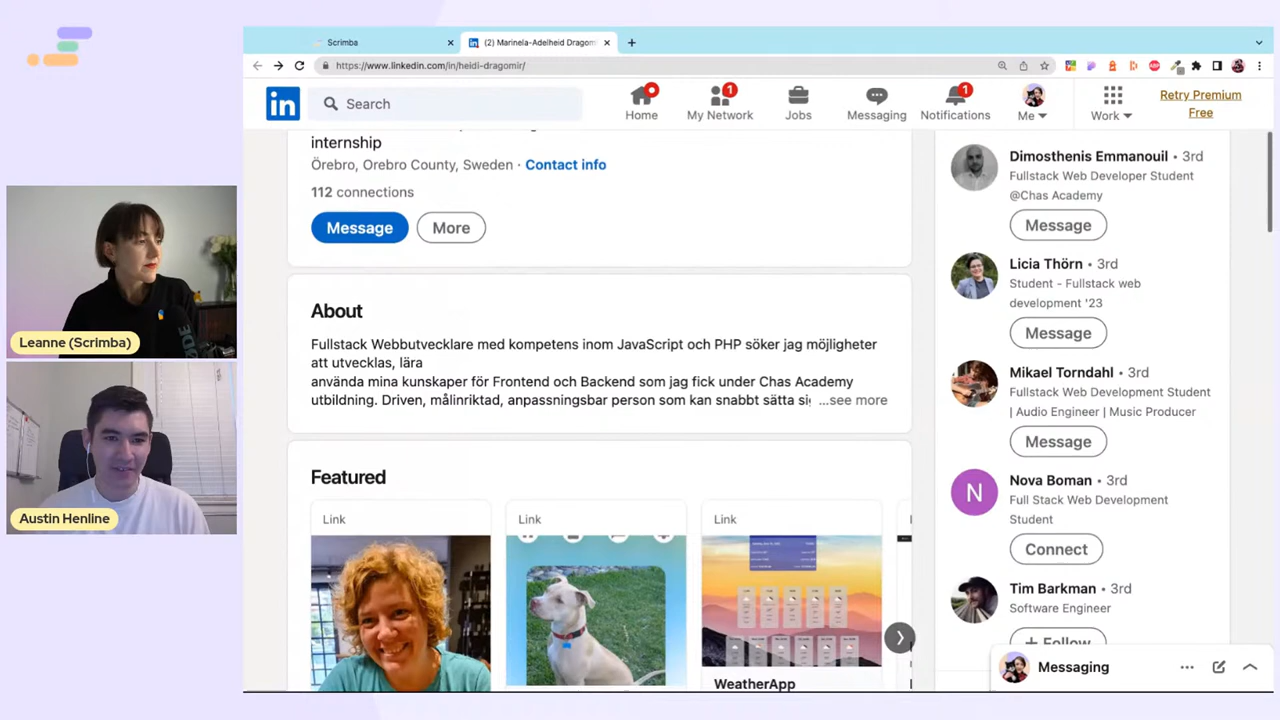 Scrimba
(2) Marinela-Adelheid Dragom
https://www.linkedin.com/in/heidi-dragomir/
in
Search
Home
1
My Network
Jobs
Messaging
1
Notifications
Me
Work
Retry Premium
Free
internship
Örebro, Orebro County, Sweden · Contact info
112 connections
Message
More
About
Fullstack Webbutvecklare med kompetens inom JavaScript och PHP söker jag möjligheter
att utvecklas, lära
använda mina kunskaper för Frontend och Backend som jag fick under Chas Academy
utbildning. Driven, målinriktad, anpassningsbar person som kan snabbt sätta si ...see more
Featured
Link
Link
Link
WeatherApp
Dimosthenis Emmanouil • 3rd
Fullstack Web Developer Student
@Chas Academy
Message
Licia Thörn • 3rd
Student - Fullstack web
development '23
Message
Mikael Torndahl • 3rd
Fullstack Web Development Student
| Audio Engineer | Music Producer
Message
N
Nova Boman • 3rd
Full Stack Web Development
Student
Connect
Tim Barkman • 3rd
Software Engineer
+ Follow
Messaging
Leanne (Scrimba)
Austin Henline